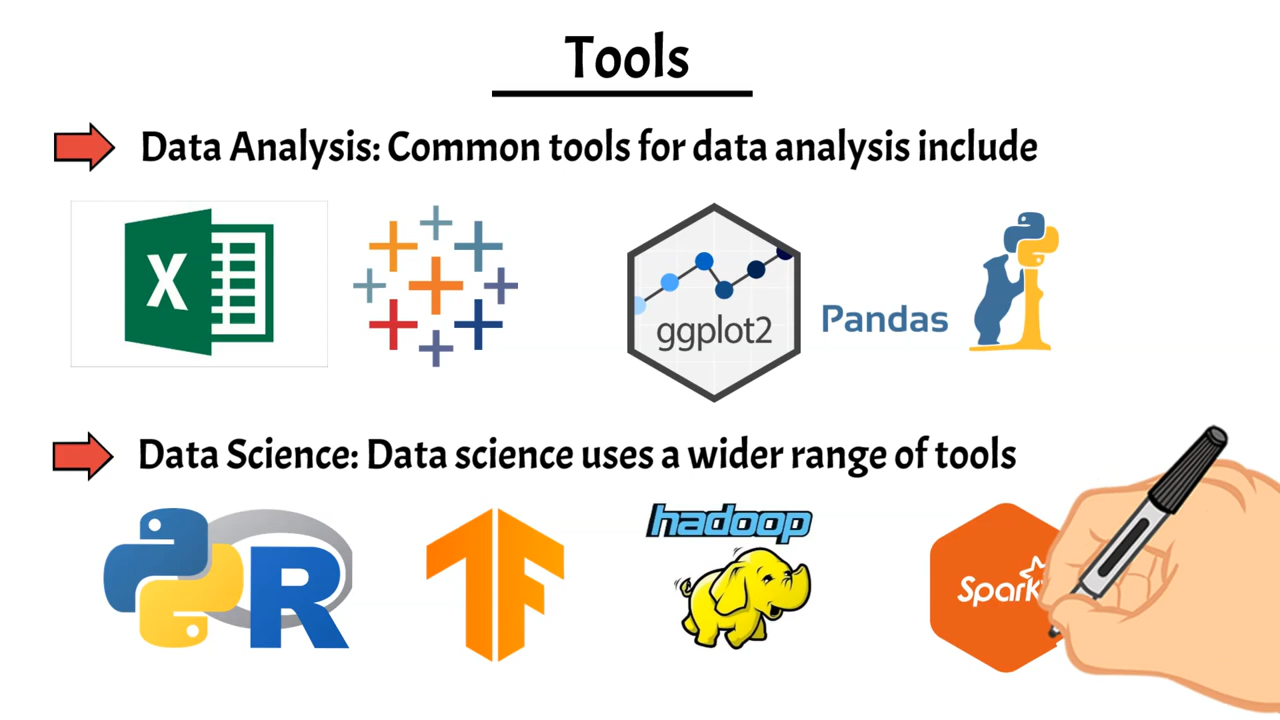 Tools
Data Analysis: Common tools for data analysis include
X
ggplot2
Pandas
Data Science: Data science uses a wider range of tools
R
TF
hadoop
Spark